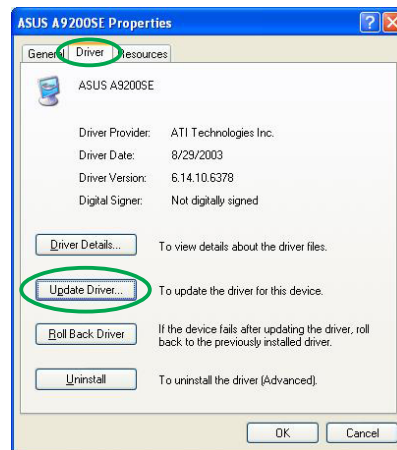 ASUS A9200SE Properties
General Driver Resources
ASUS A9200SE
Driver Provider: ATI Technologies Inc.
Driver Date: 8/29/2003
Driver Version: 6.14.10.6378
Digital Signer: Not digitally signed
Driver Details... To view details about the driver files.
Update Driver... To update the driver for this device.
Roll Back Driver If the device fails after updating the driver, roll
back to the previously installed driver.
Uninstall To uninstall the driver (Advanced).
OK Cancel